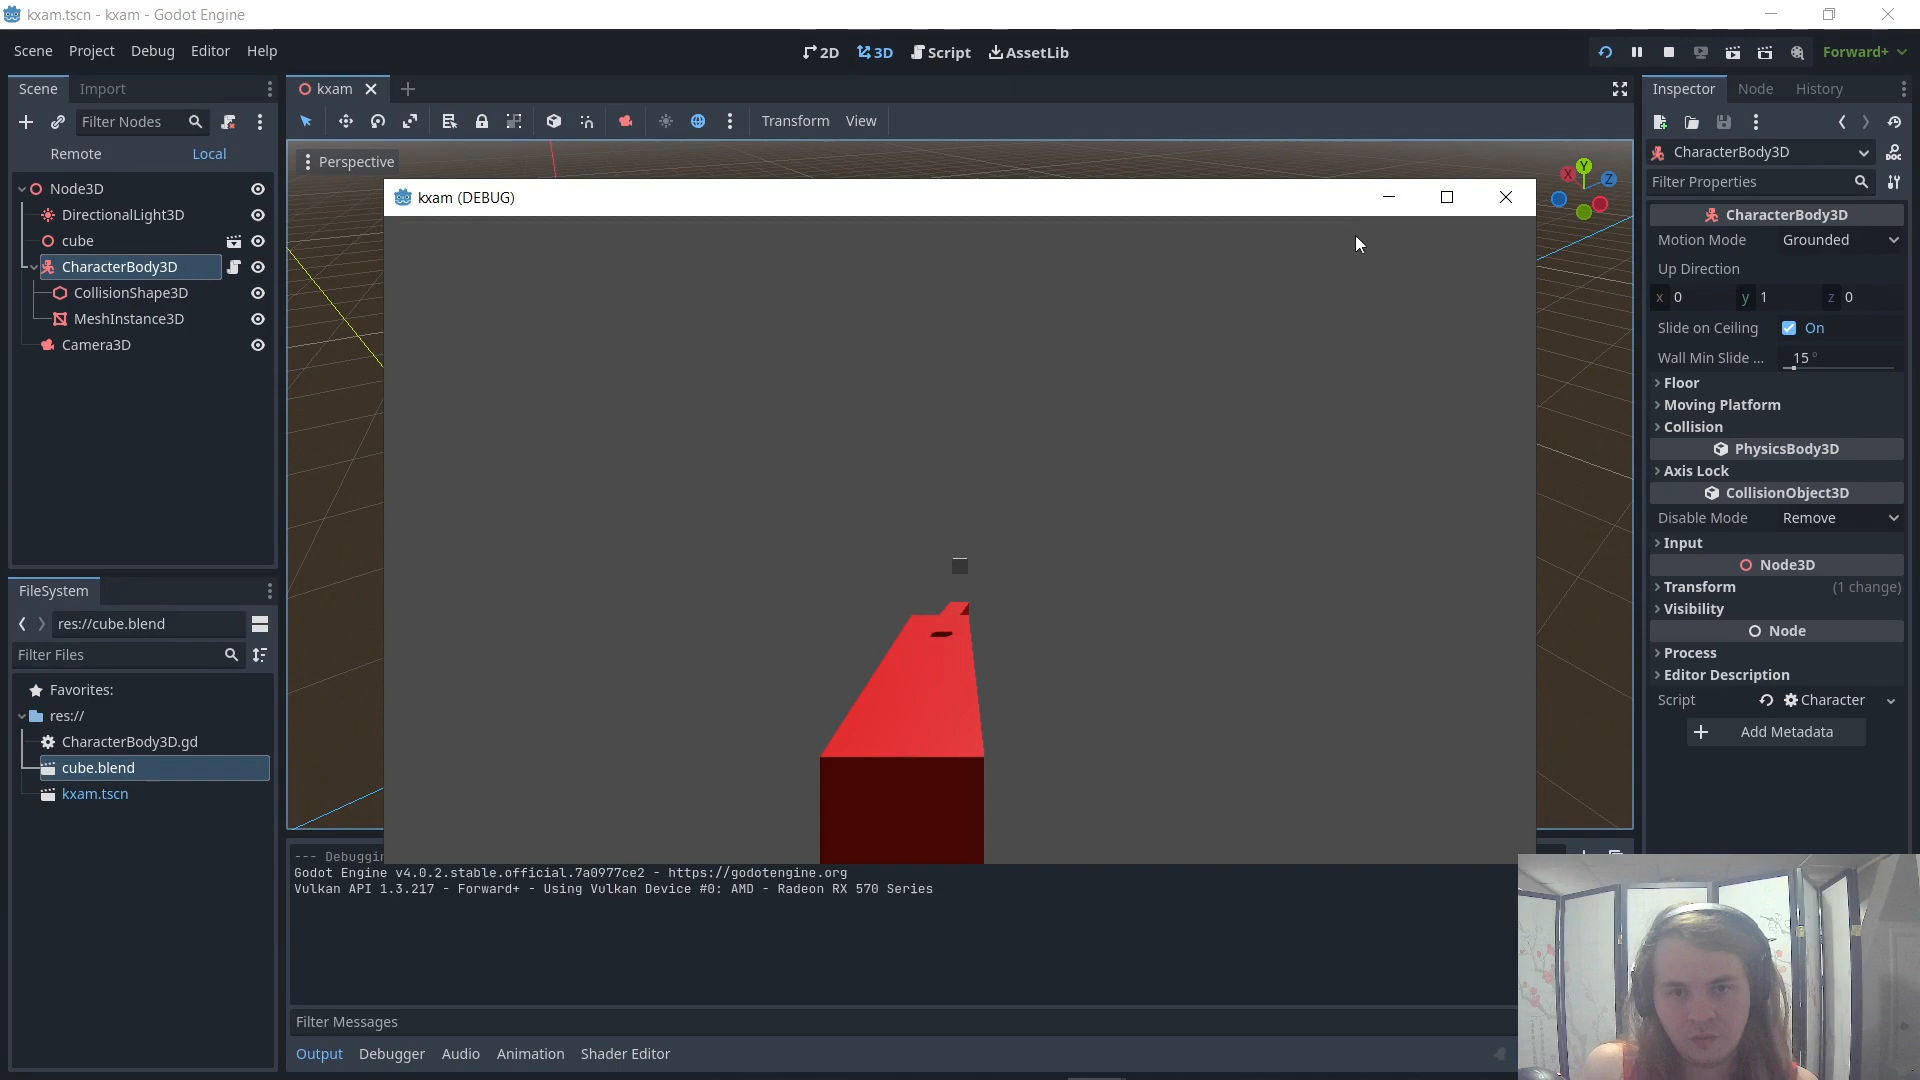 kxam.tscn - kxam - Godot Engine
Scene Project Debug Editor Help
2D 3D Script AssetLib
Forward+
Scene Import
kxam
Inspector Node History
Filter Nodes
Transform View
Remote Local
Perspective
CharacterBody3D
Filter Properties
Node3D
DirectionalLight3D
cube
CharacterBody3D
CollisionShape3D
MeshInstance3D
Camera3D
Y
X
Z
kxam (DEBUG)
CharacterBody3D
Motion Mode Grounded
Up Direction
x 0 y 1 z 0
Slide on Ceiling On
Wall Min Slide ... 15 °
Floor
Moving Platform
Collision
PhysicsBody3D
Axis Lock
CollisionObject3D
Disable Mode Remove
Input
Node3D
Transform (1 change)
Visibility
Node
Process
Editor Description
Script Character
Add Metadata
FileSystem
res://cube.blend
Filter Files
Favorites:
res://
CharacterBody3D.gd
cube.blend
kxam.tscn
--- Debuggin
Godot Engine v4.0.2.stable.official.7a0977ce2 - https://godotengine.org
Vulkan API 1.3.217 - Forward+ - Using Vulkan Device #0: AMD - Radeon RX 570 Series
Filter Messages
Output Debugger Audio Animation Shader Editor